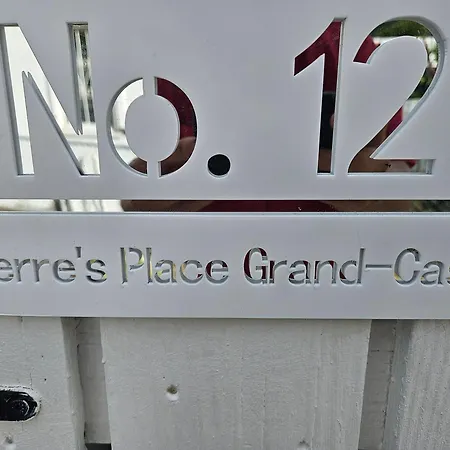 No. 12
erre's Place Grand-Cas